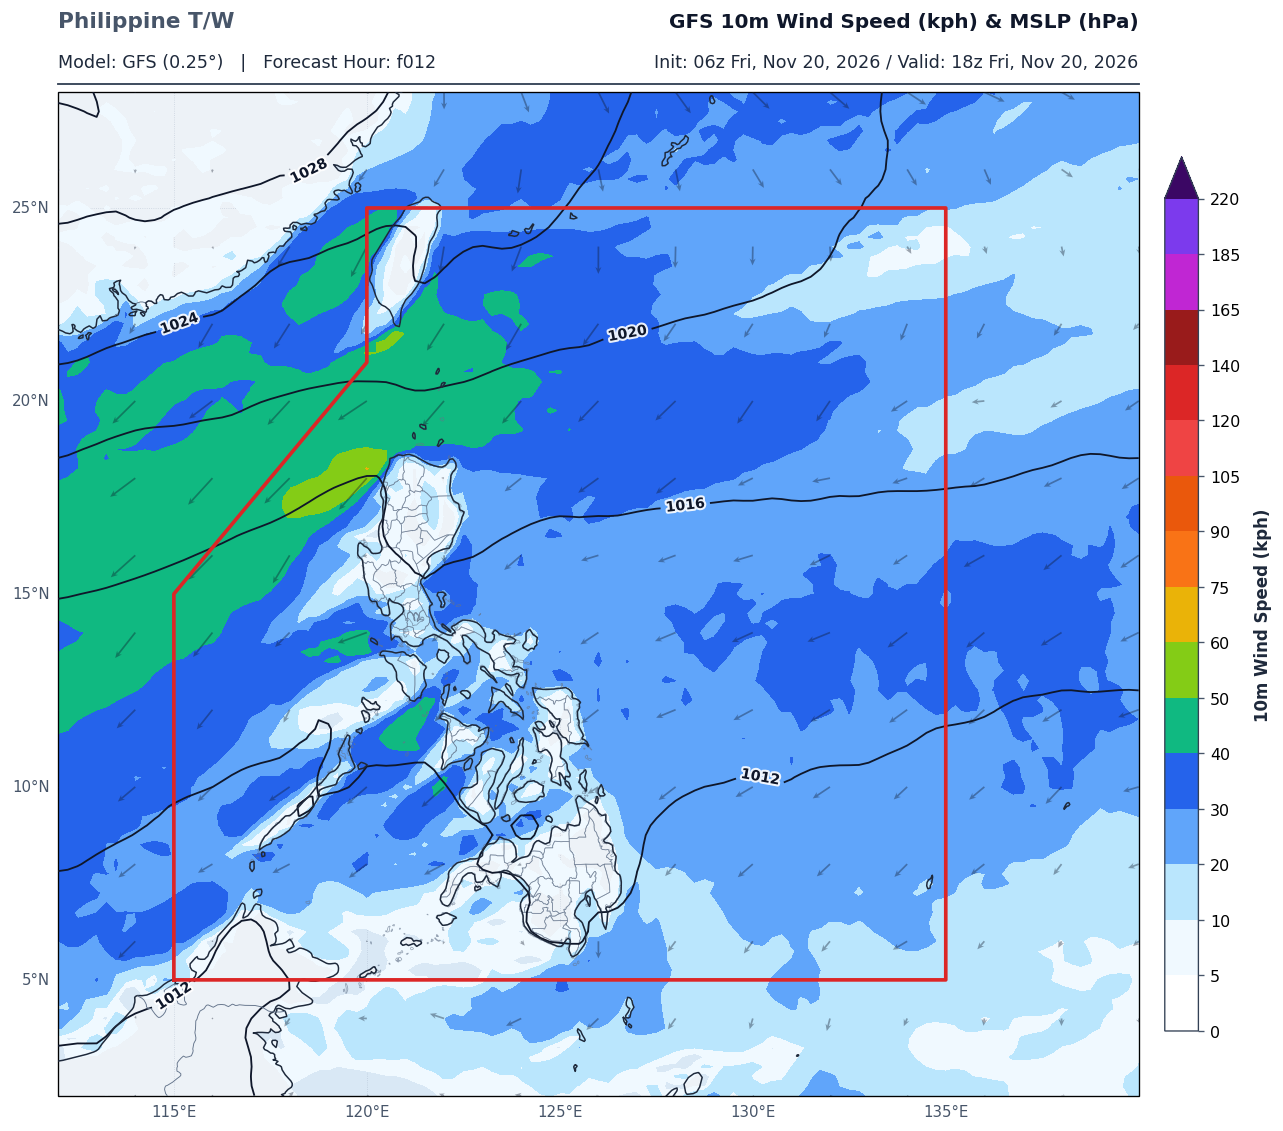 Philippine T/W
GFS 10m Wind Speed (kph) & MSLP (hPa)
Model: GFS (0.25°) | Forecast Hour: f012
Init: 06z Fri, Nov 20, 2026 / Valid: 18z Fri, Nov 20, 2026
1028
1024
1020
1016
1012
1012
25°N
20°N
15°N
10°N
5°N
115°E
120°E
125°E
130°E
135°E
220
185
165
140
120
105
90
75
60
50
40
30
20
10
5
0
10m Wind Speed (kph)